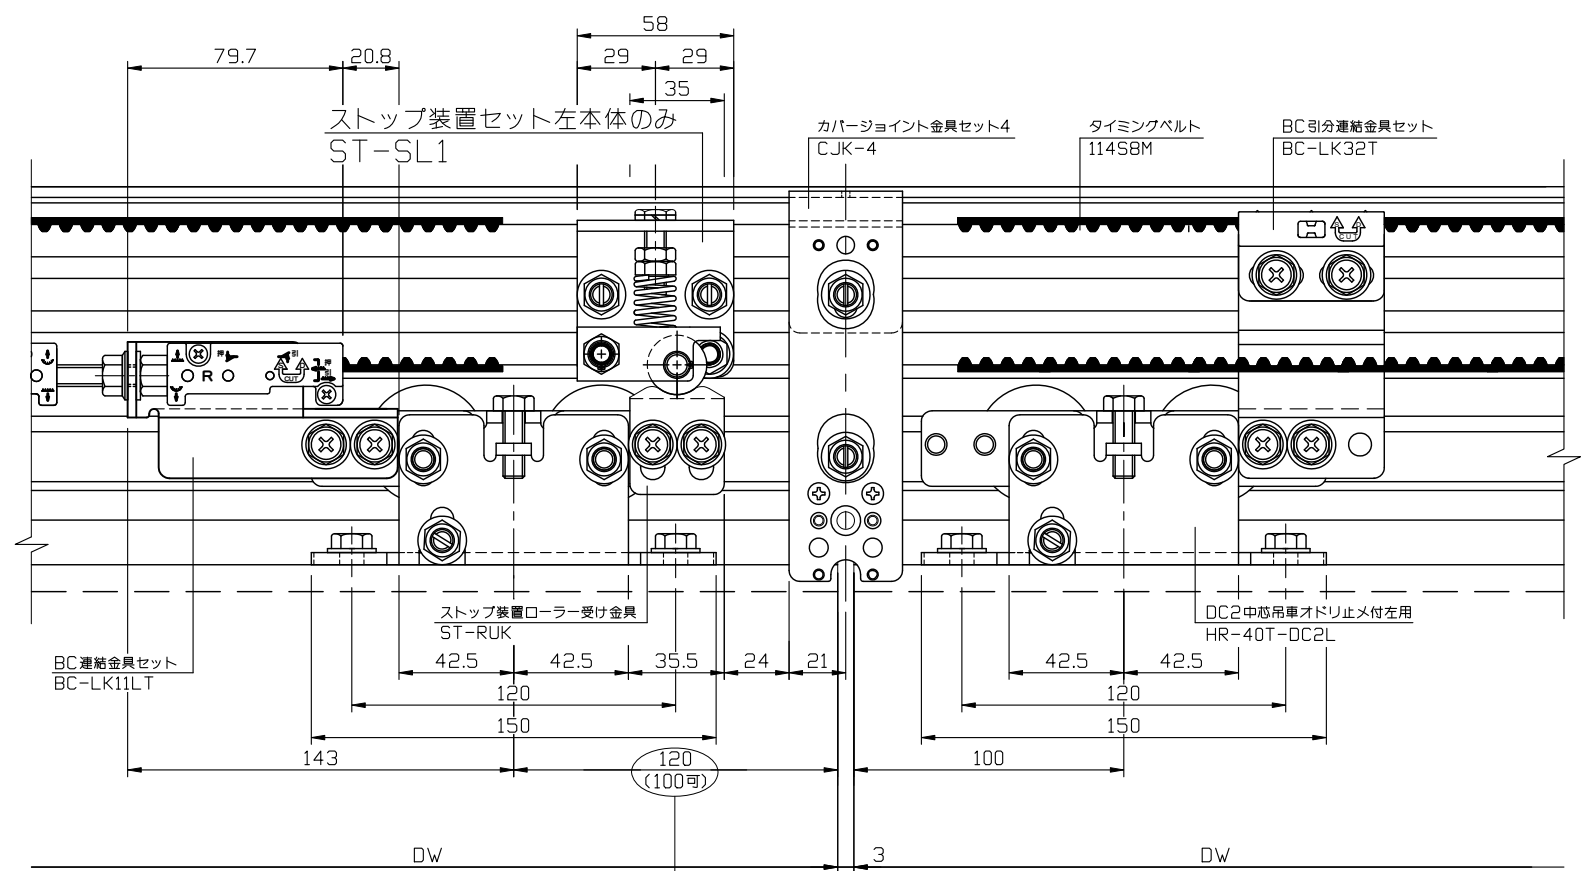 58
79.7
20.8
29
29
35
ストップ装置セット左本体のみ
ST-SL1
カバージョイント金具セット4
CJK-4
タイミングベルト
114S8M
BC引分連結金具セット
BC-LK32T
CUT
押
引
R
CUT
押
引
ストップ装置ローラー受け金具
ST-RUK
DC2中芯吊車オドリ止メ付左用
HR-40T-DC2L
BC連結金具セット
BC-LK11LT
42.5
42.5
35.5
24
21
42.5
42.5
120
120
150
150
143
120
(100可)
100
DW
3
DW